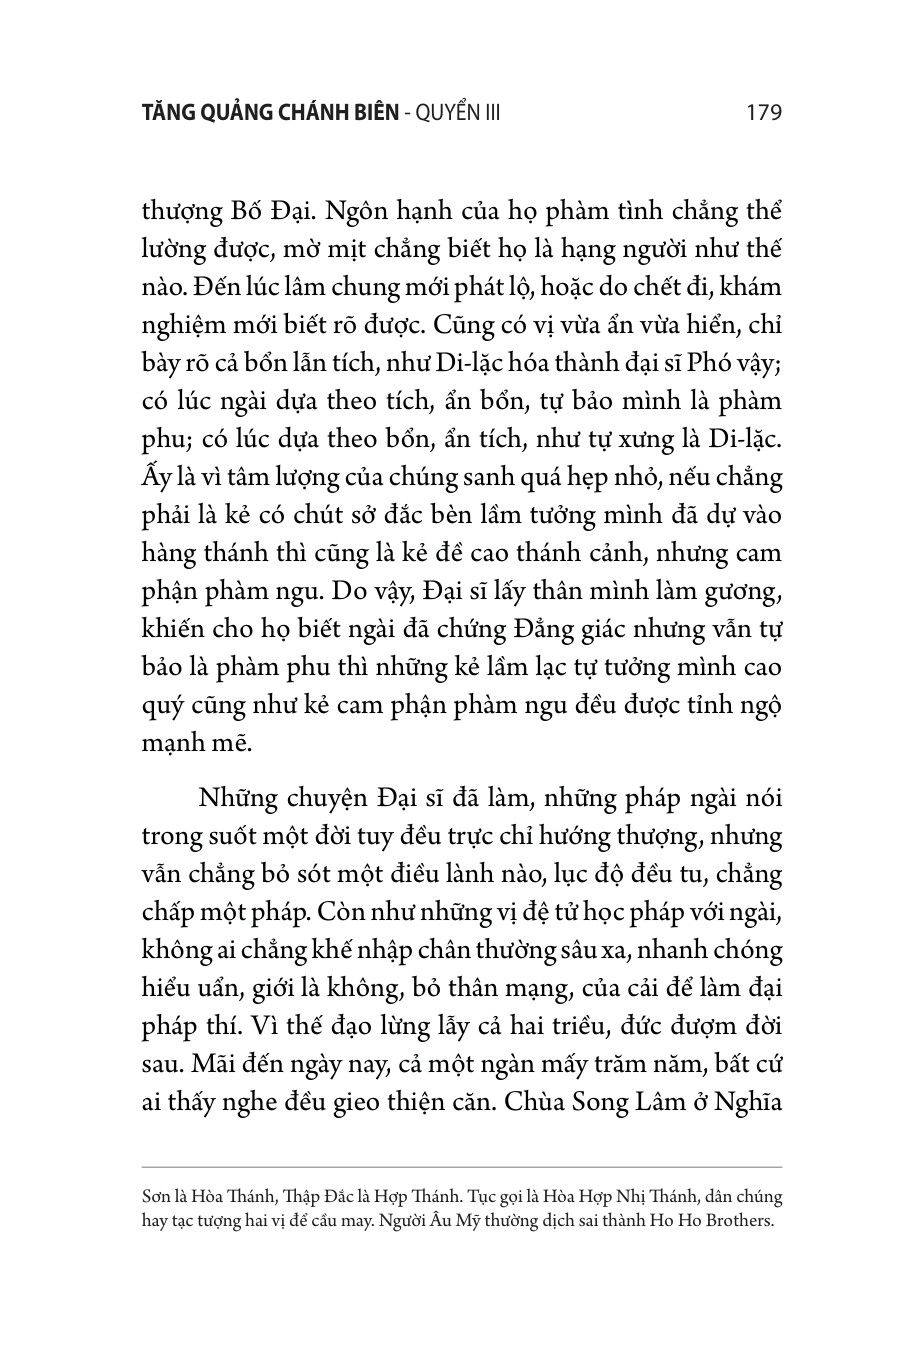 TĂNG QUẢNG CHÁNH BIÊN - QUYỂN III 179
thượng Bố Đại. Ngôn hạnh của họ phàm tình chẳng thể
lường được, mờ mịt chẳng biết họ là hạng người như thế
nào. Đến lúc lâm chung mới phát lộ, hoặc do chết đi, khám
nghiệm mới biết rõ được. Cũng có vị vừa ẩn vừa hiển, chỉ
bày rõ cả bổn lẫn tích, như Di-lặc hóa thành đại sĩ Phó vậy;
có lúc ngài dựa theo tích, ẩn bổn, tự bảo mình là phàm
phu; có lúc dựa theo bổn, ẩn tích, như tự xưng là Di-lặc.
Ấy là vì tâm lượng của chúng sanh quá hẹp nhỏ, nếu chẳng
phải là kẻ có chút sở đắc bèn lầm tưởng mình đã dự vào
hàng thánh thì cũng là kẻ đề cao thánh cảnh, nhưng cam
phận phàm ngu. Do vậy, Đại sĩ lấy thân mình làm gương,
khiến cho họ biết ngài đã chứng Đẳng giác nhưng vẫn tự
bảo là phàm phu thì những kẻ lầm lạc tự tưởng mình cao
quý cũng như kẻ cam phận phàm ngu đều được tỉnh ngộ
mạnh mẽ.
Những chuyện Đại sĩ đã làm, những pháp ngài nói
trong suốt một đời tuy đều trực chỉ hướng thượng, nhưng
vẫn chẳng bỏ sót một điều lành nào, lục độ đều tu, chẳng
chấp một pháp. Còn như những vị đệ tử học pháp với ngài,
không ai chẳng khế nhập chân thường sâu xa, nhanh chóng
hiểu uẩn, giới là không, bỏ thân mạng, của cải để làm đại
pháp thí. Vì thế đạo lừng lẫy cả hai triều, đức đượm đời
sau. Mãi đến ngày nay, cả một ngàn mấy trăm năm, bất cứ
ai thấy nghe đều gieo thiện căn. Chùa Song Lâm ở Nghĩa
Sơn là Hòa Thánh, Thập Đắc là Hợp Thánh. Tục gọi là Hòa Hợp Nhị Thánh, dân chúng
hay tạc tượng hai vị để cầu may. Người Âu Mỹ thường dịch sai thành Ho Ho Brothers.